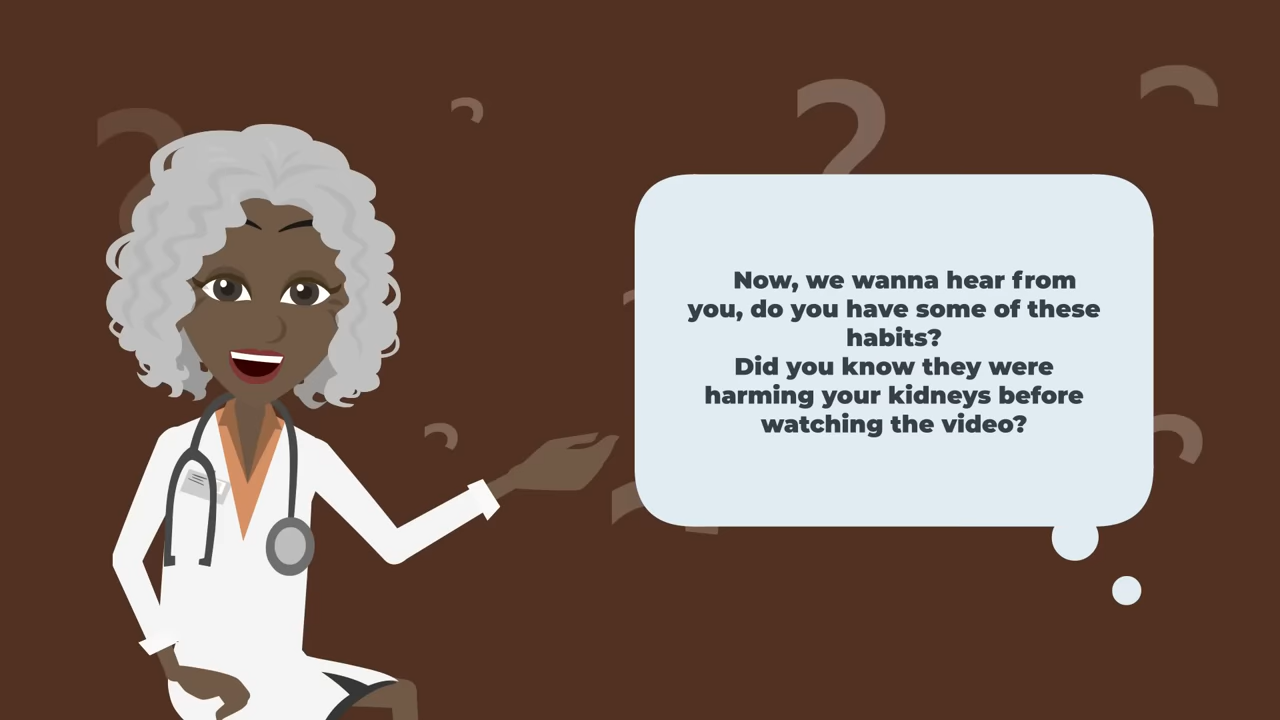 Now, we wanna hear from
you, do you have some of these
habits?
Did you know they were
harming your kidneys before
watching the video?